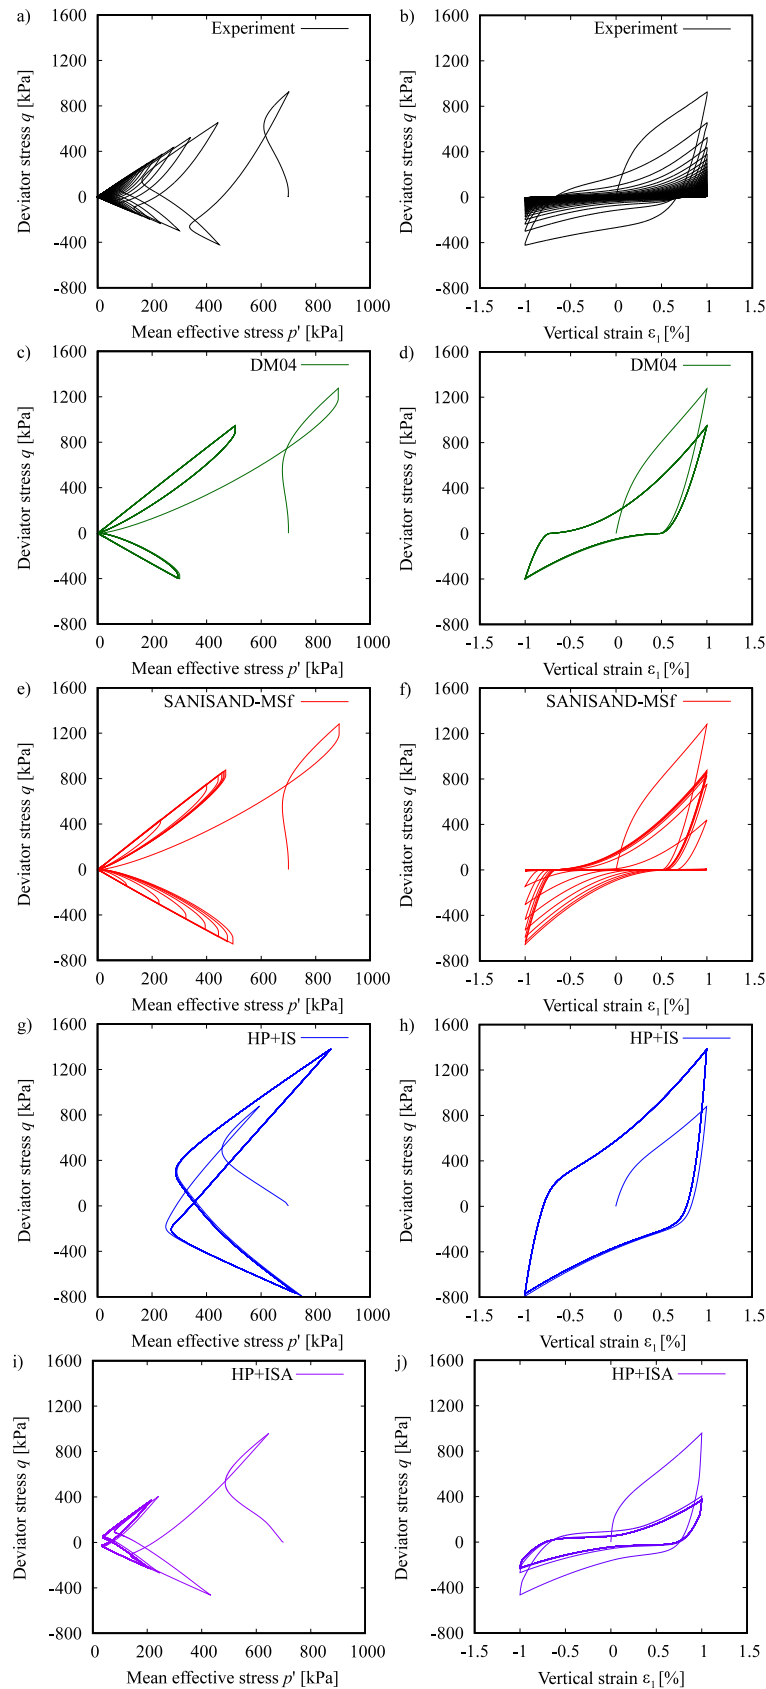 a)
Experiment
1600
1200
800
400
0
-400
-800
0 200 400 600 800 1000
Deviator stress q [kPa]
Mean effective stress p' [kPa]
b)
Experiment
1600
1200
800
400
0
-400
-800
-1.5 -1 -0.5 0 0.5 1 1.5
Deviator stress q [kPa]
Vertical strain ε1 [%]
c)
DM04
1600
1200
800
400
0
-400
-800
0 200 400 600 800 1000
Deviator stress q [kPa]
Mean effective stress p' [kPa]
d)
DM04
1600
1200
800
400
0
-400
-800
-1.5 -1 -0.5 0 0.5 1 1.5
Deviator stress q [kPa]
Vertical strain ε1 [%]
e)
SANISAND-MSf
1600
1200
800
400
0
-400
-800
0 200 400 600 800 1000
Deviator stress q [kPa]
Mean effective stress p' [kPa]
f)
SANISAND-MSf
1600
1200
800
400
0
-400
-800
-1.5 -1 -0.5 0 0.5 1 1.5
Deviator stress q [kPa]
Vertical strain ε1 [%]
g)
HP+IS
1600
1200
800
400
0
-400
-800
0 200 400 600 800 1000
Deviator stress q [kPa]
Mean effective stress p' [kPa]
h)
HP+IS
1600
1200
800
400
0
-400
-800
-1.5 -1 -0.5 0 0.5 1 1.5
Deviator stress q [kPa]
Vertical strain ε1 [%]
i)
HP+ISA
1600
1200
800
400
0
-400
-800
0 200 400 600 800 1000
Deviator stress q [kPa]
Mean effective stress p' [kPa]
j)
HP+ISA
1600
1200
800
400
0
-400
-800
-1.5 -1 -0.5 0 0.5 1 1.5
Deviator stress q [kPa]
Vertical strain ε1 [%]